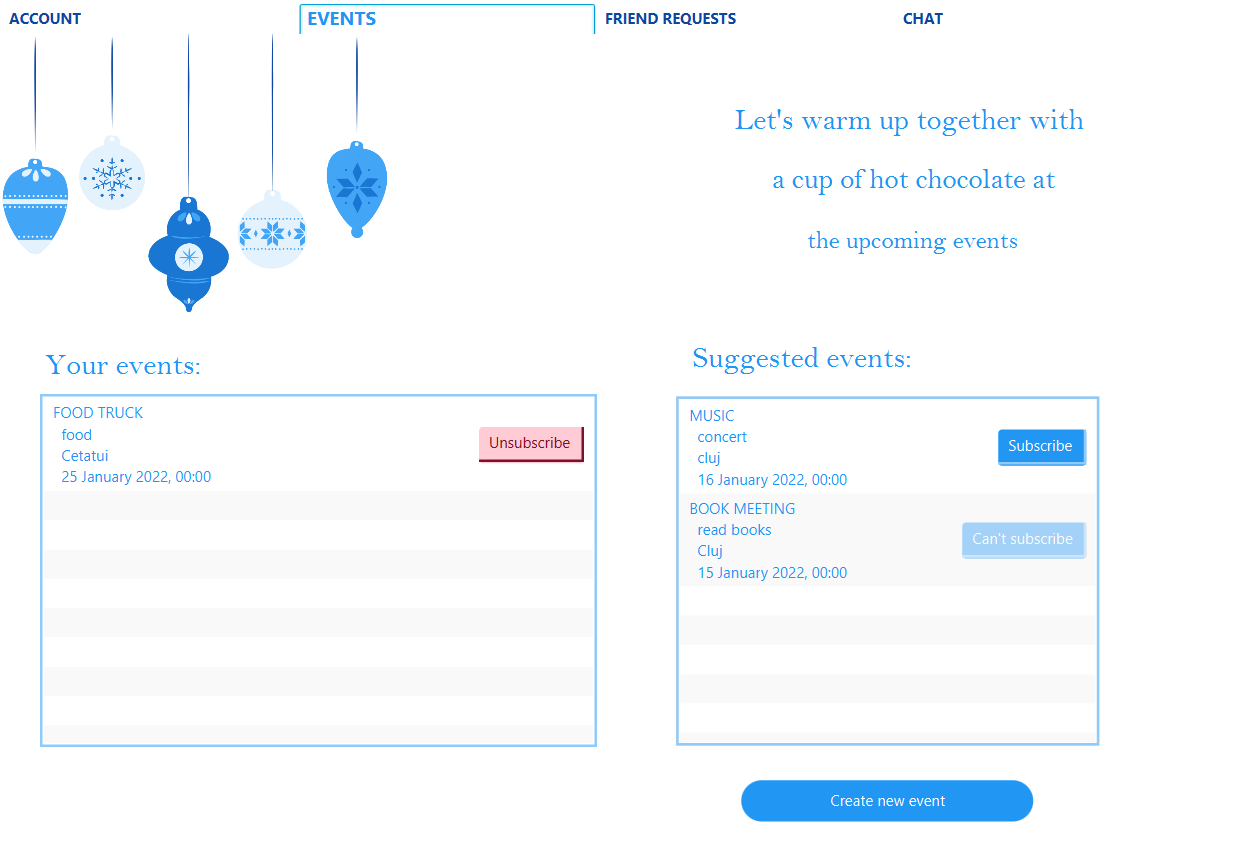 ACCOUNT
EVENTS
FRIEND REQUESTS
CHAT
Let's warm up together with
a cup of hot chocolate at
the upcoming events
Your events:
FOOD TRUCK
food
Cetatui
25 January 2022, 00:00
Unsubscribe
Suggested events:
MUSIC
concert
cluj
16 January 2022, 00:00
Subscribe
BOOK MEETING
read books
Cluj
15 January 2022, 00:00
Can't subscribe
Create new event